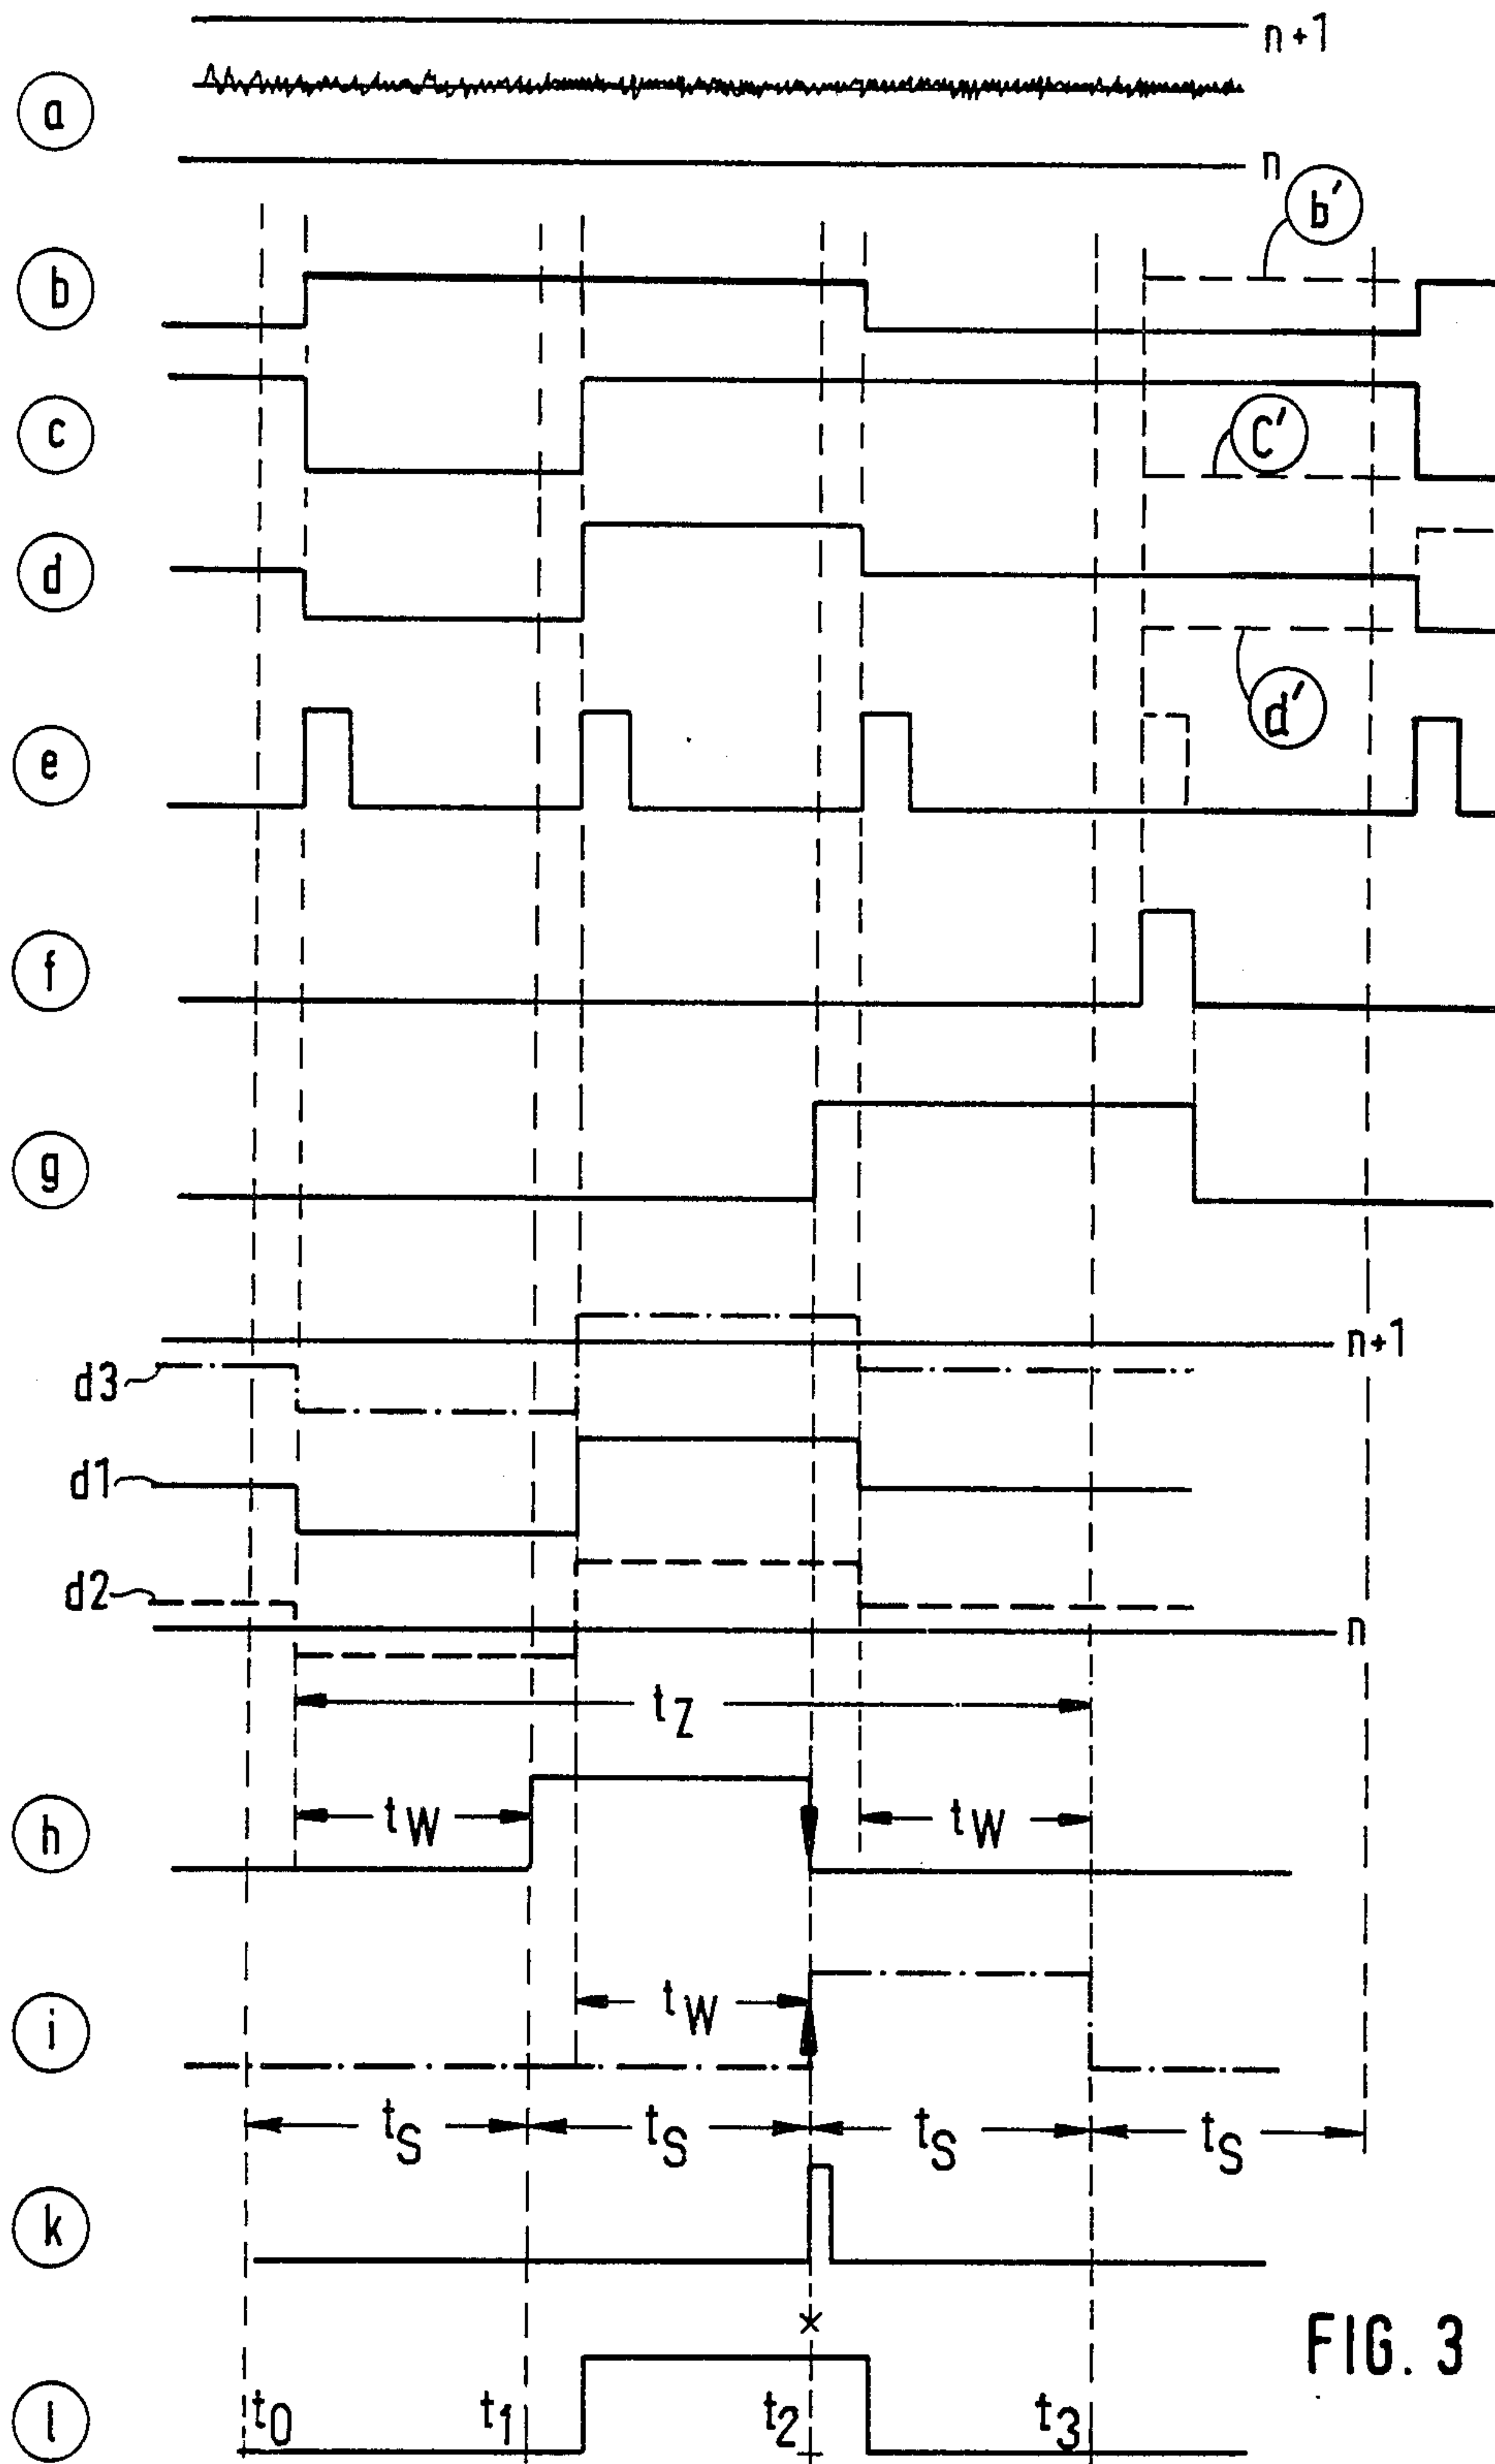 n+1
a
n
b′
b
c
C′
d
d′
e
f
g
n+1
d3
d1
d2
n
tZ
h
tW
tW
i
tW
tS
tS
tS
tS
k
x
FIG. 3
l
t0
t1
t2
t3